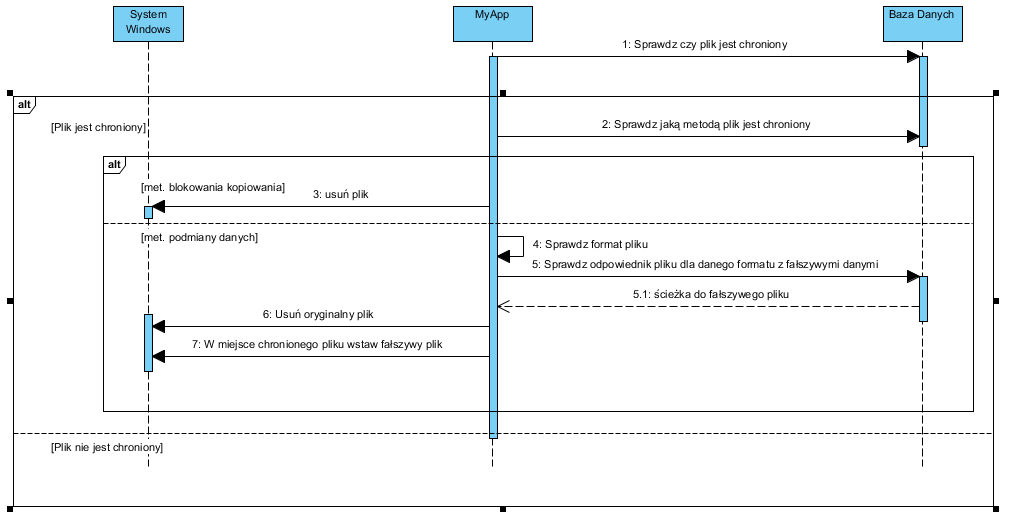 System
Windows
MyApp
Baza Danych
1: Sprawdz czy plik jest chroniony
alt
[Plik jest chroniony]
2: Sprawdz jaką metodą plik jest chroniony
alt
[met. blokowania kopiowania]
3: usuń plik
[met. podmiany danych]
4: Sprawdz format pliku
5: Sprawdz odpowiednik pliku dla danego formatu z fałszywymi danymi
5.1: ścieżka do fałszywego pliku
6: Usuń oryginalny plik
7: W miejsce chronionego pliku wstaw fałszywy plik
[Plik nie jest chroniony]